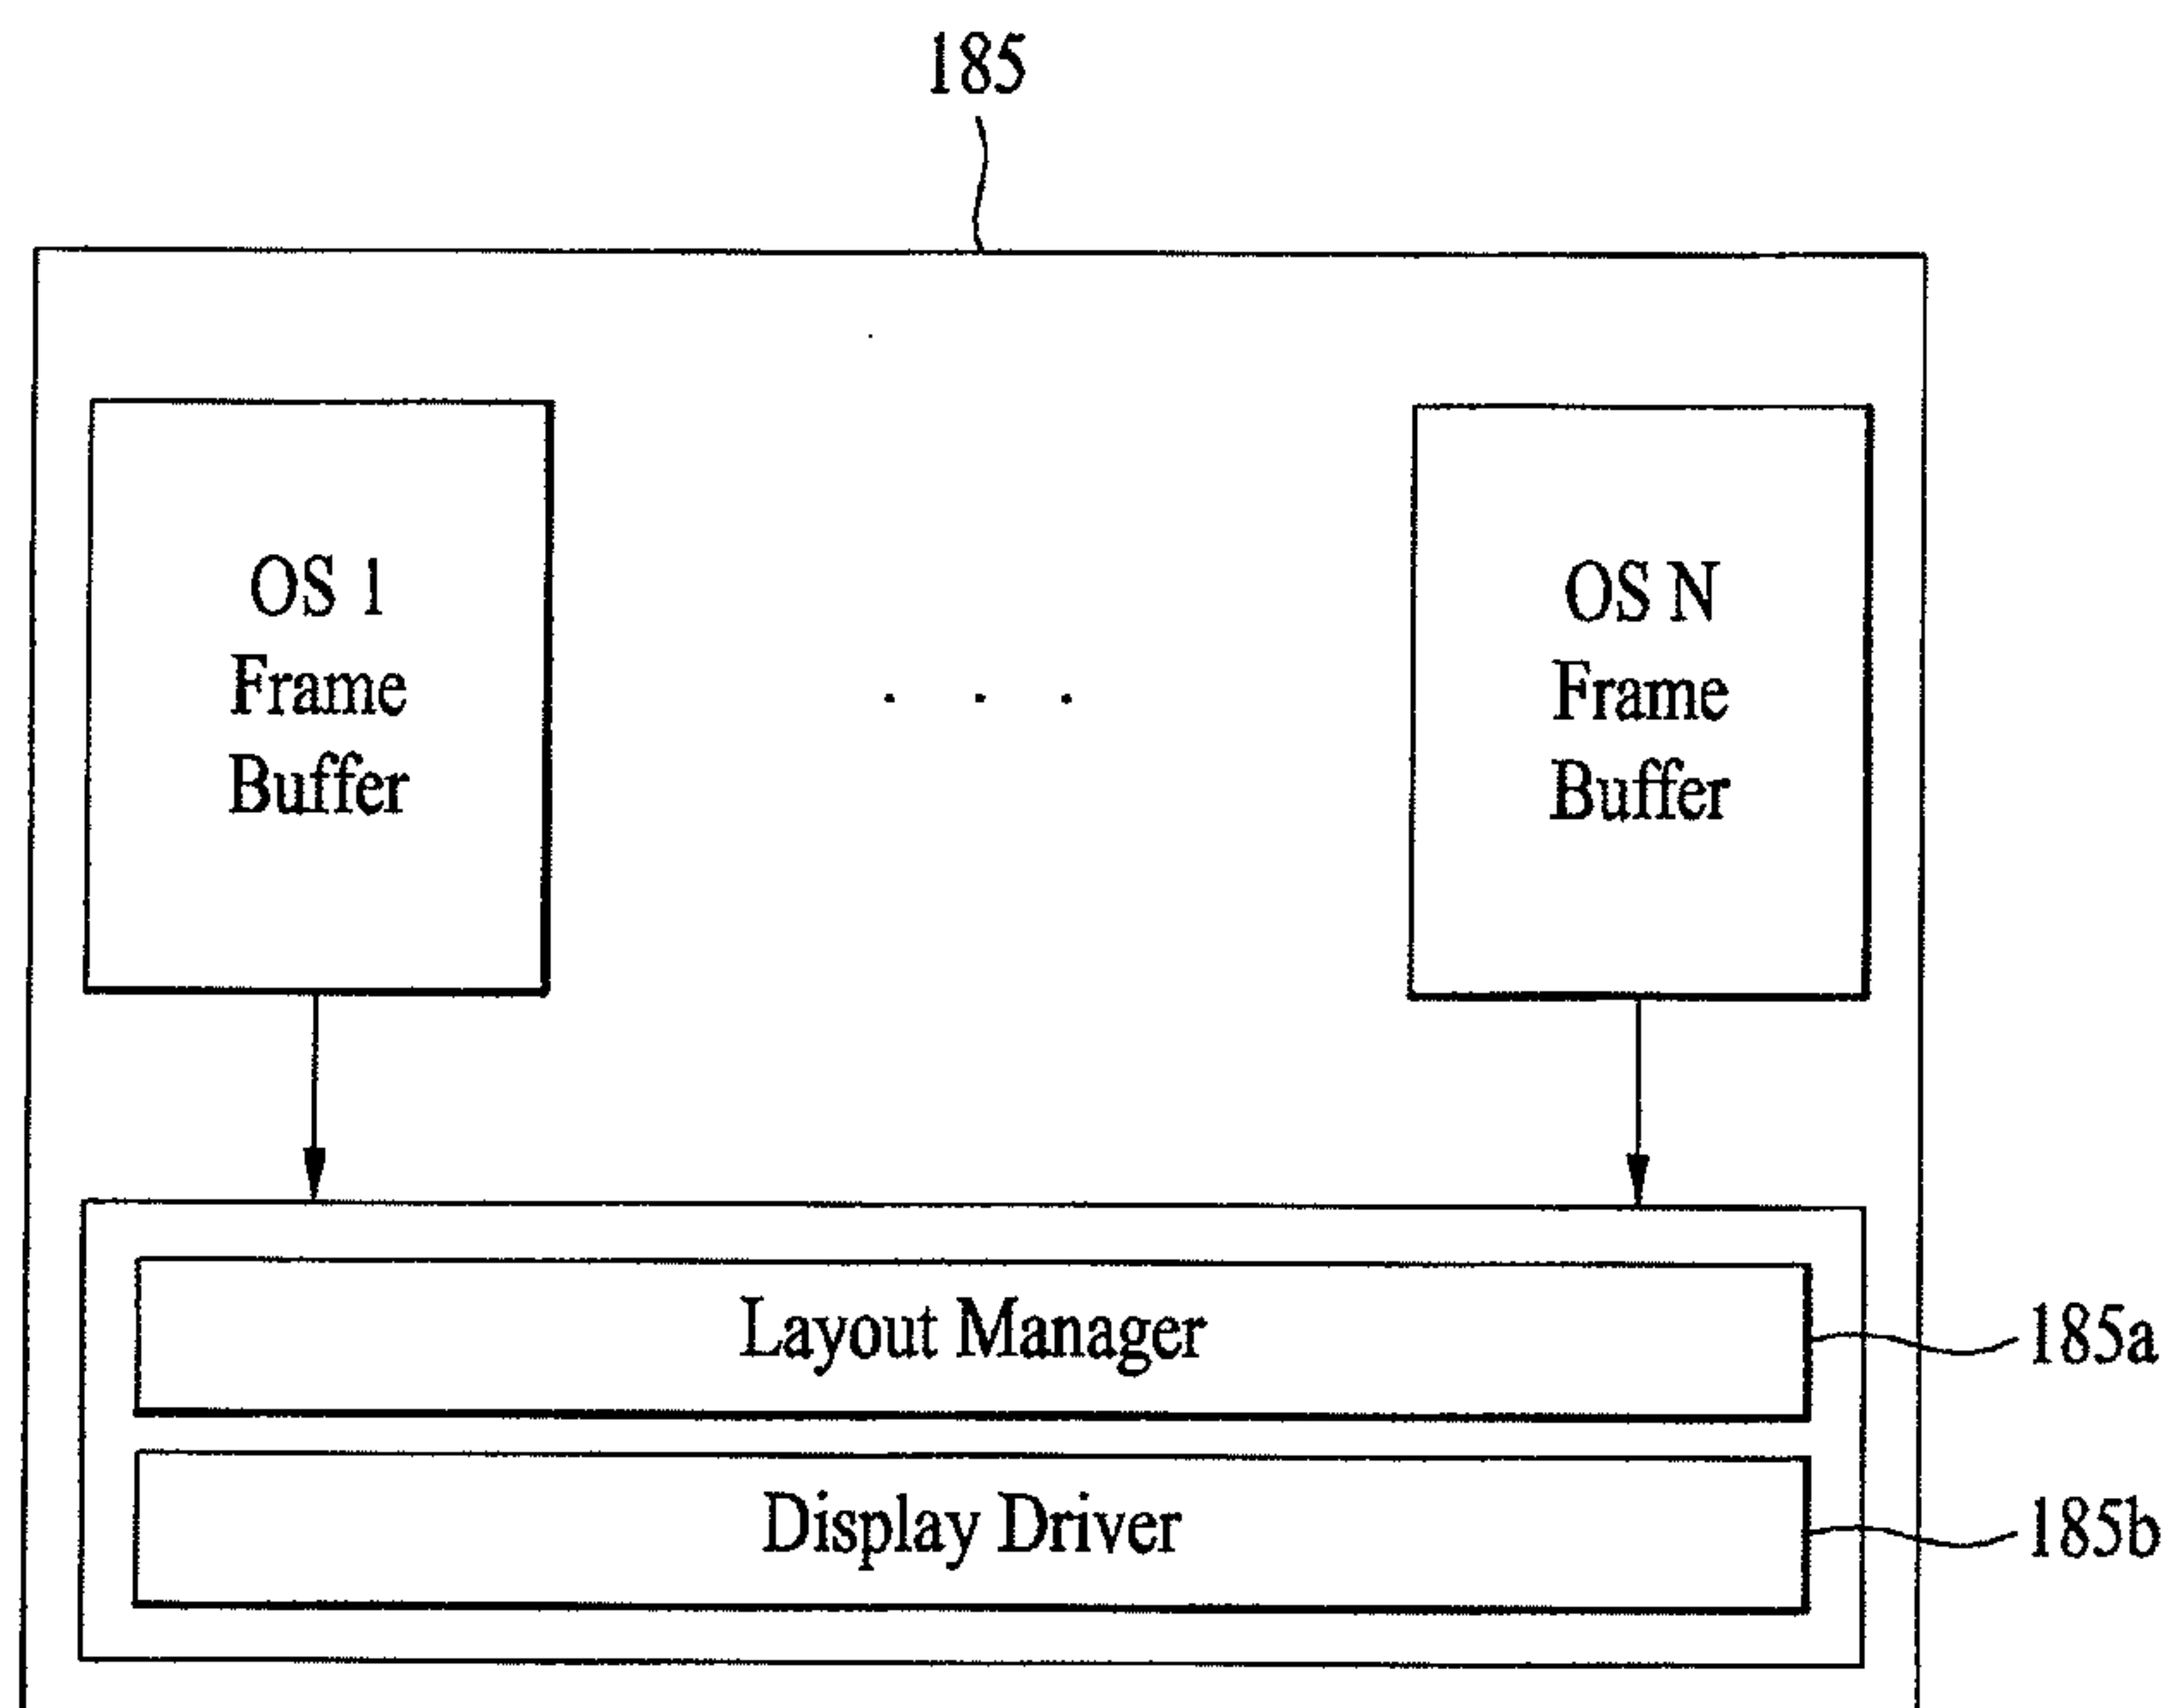 185
OS 1
Frame
Buffer
. . .
OS N
Frame
Buffer
Layout Manager
185a
Display Driver
185b